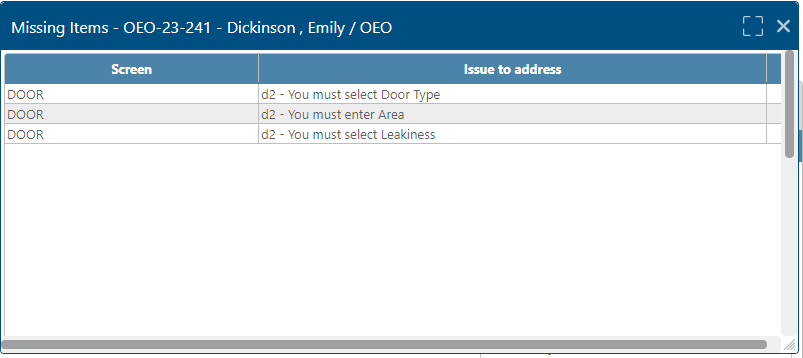 Missing Items - OEO-23-241 - Dickinson , Emily / OEO
Screen Issue to address
DOOR d2 - You must select Door Type
DOOR d2 - You must enter Area
DOOR d2 - You must select Leakiness